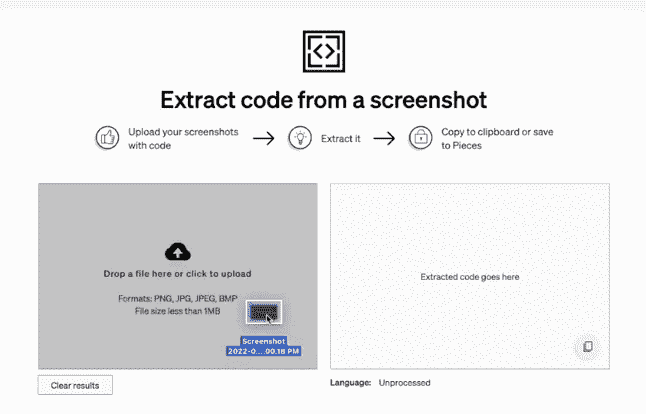 Extract code from a screenshot
Upload your screenshots
with code
Extract it
Copy to clipboard or save
to Pieces
Drop a file here or click to upload
Formats: PNG, JPG, JPEG, BMP
File size less than 1MB
Screenshot
2022-0....00.18 PM
Extracted code goes here
Clear results
Language: Unprocessed